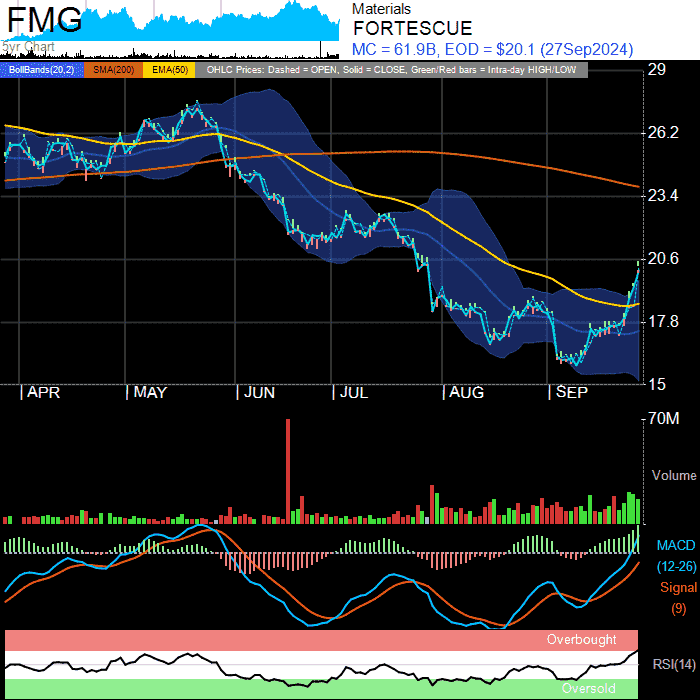 FMG
5yr Chart
Materials
FORTESCUE
MC = 61.9B, EOD = $20.1 (27Sep2024)
BollBands(20,2) SMA(200) EMA(50) OHLC Prices: Dashed = OPEN, Solid = CLOSE, Green/Red bars = Intra-day HIGH/LOW
29
26.2
23.4
20.6
17.8
15
APR MAY JUN JUL AUG SEP
70M
Volume
MACD
(12-26)
Signal
(9)
Overbought
RSI(14)
Oversold